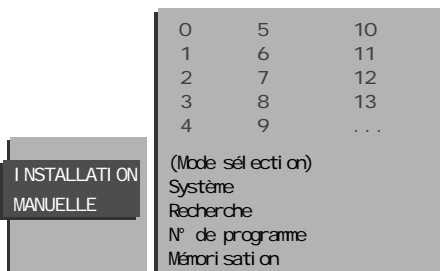 0 5 10
1 6 11
2 7 12
3 8 13
4 9 ...
INSTALLATION
MANUELLE
(Mode sélection)
Système
Recherche
N° de programme
Mémorisation